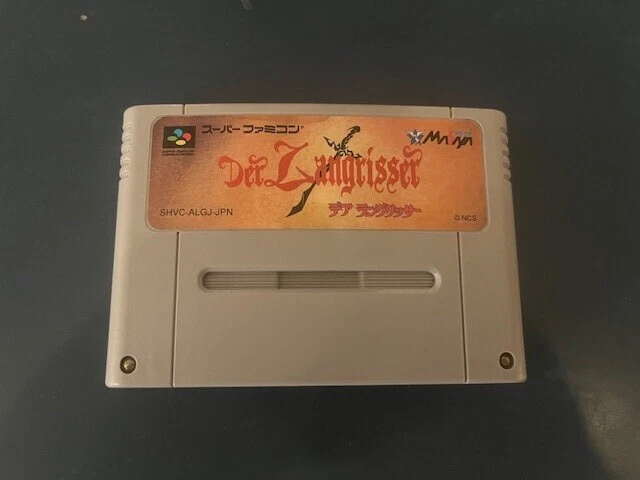 スーパーファミコン
Masaya
Der Langrisser
デア ラングリッサー
SHVC-ALGJ-JPN
© NCS